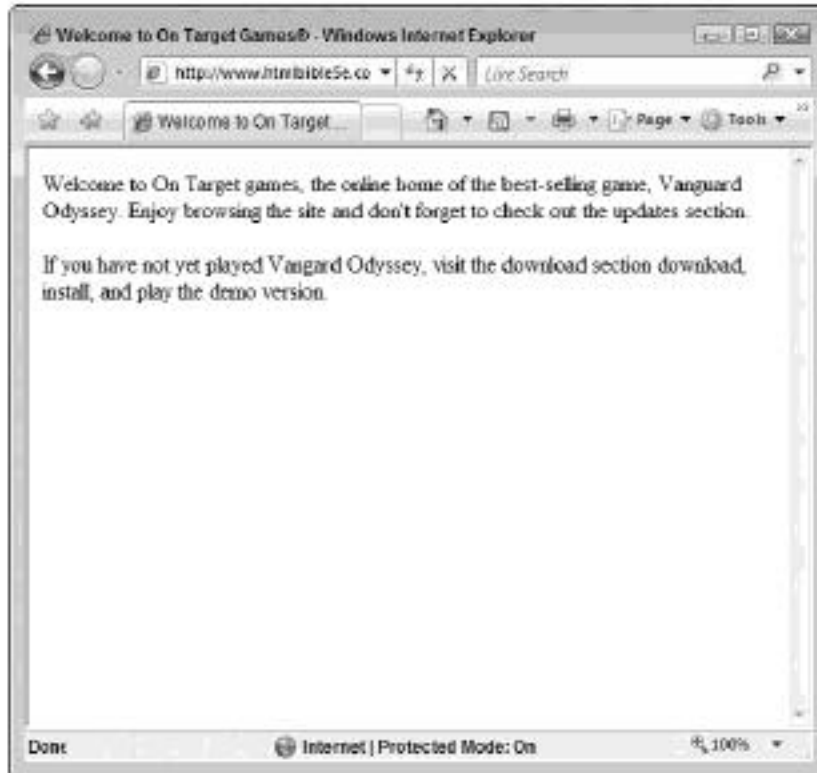 Welcome to On Target Games® - Windows Internet Explorer
http://www.htmlbible5e.co
Live Search
Welcome to On Target...
Page
Tools
Welcome to On Target games, the online home of the best-selling game, Vanguard
Odyssey. Enjoy browsing the site and don't forget to check out the updates section.
If you have not yet played Vangard Odyssey, visit the download section download,
install, and play the demo version.
Done
Internet | Protected Mode: On
100%